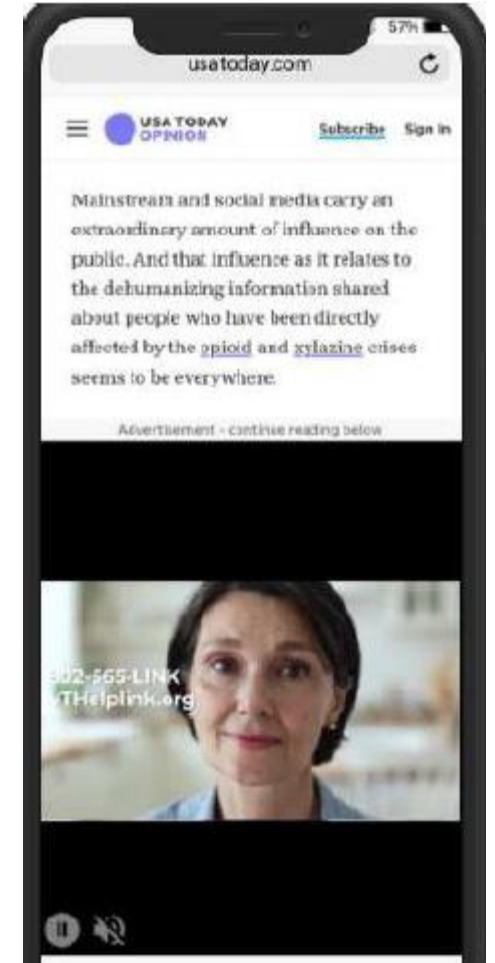 57%
usatoday.com
USA TODAY
OPINION
Subscribe Sign In
Mainstream and social media carry an
extraordinary amount of influence on the
public. And that influence as it relates to
the dehumanizing information shared
about people who have been directly
affected by the opioid and xylazine crises
seems to be everywhere.
Advertisement - continue reading below
802-565-LINK
VTHelplink.org